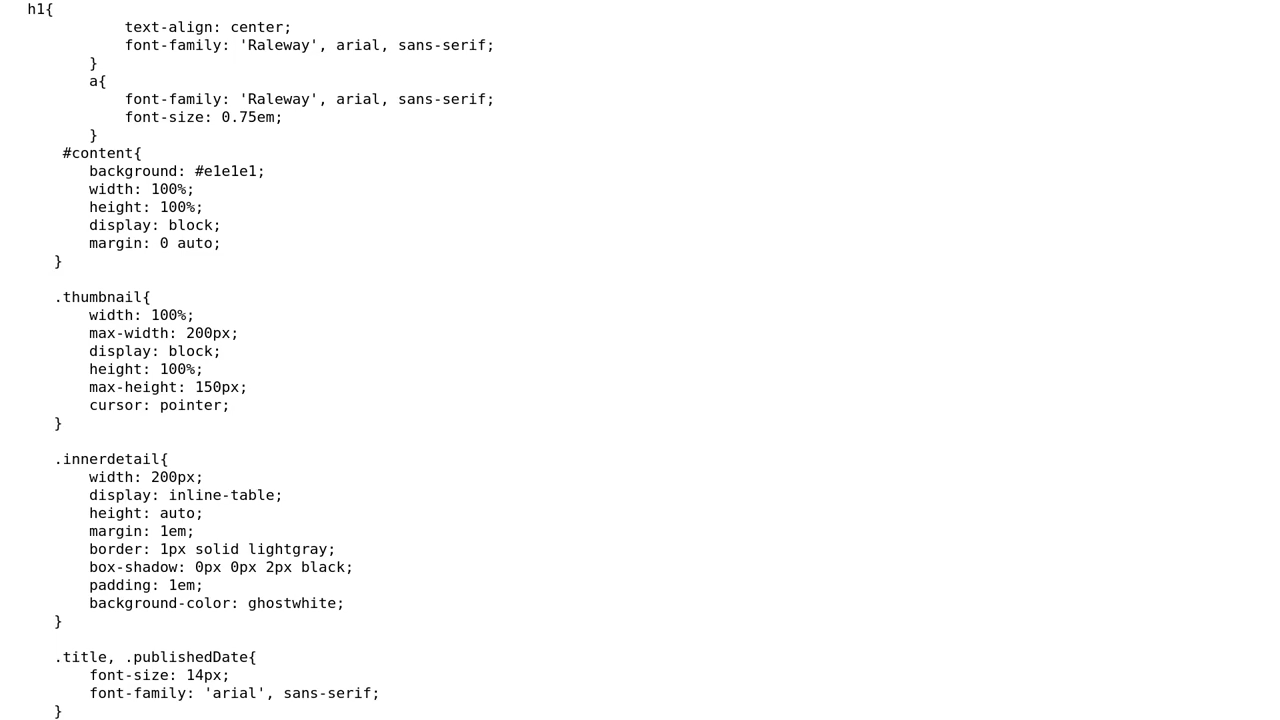 h1{
text-align: center;
font-family: 'Raleway', arial, sans-serif;
}
a{
font-family: 'Raleway', arial, sans-serif;
font-size: 0.75em;
}
#content{
background: #e1e1e1;
width: 100%;
height: 100%;
display: block;
margin: 0 auto;
}
.thumbnail{
width: 100%;
max-width: 200px;
display: block;
height: 100%;
max-height: 150px;
cursor: pointer;
}
.innerdetail{
width: 200px;
display: inline-table;
height: auto;
margin: 1em;
border: 1px solid lightgray;
box-shadow: 0px 0px 2px black;
padding: 1em;
background-color: ghostwhite;
}
.title, .publishedDate{
font-size: 14px;
font-family: 'arial', sans-serif;
}